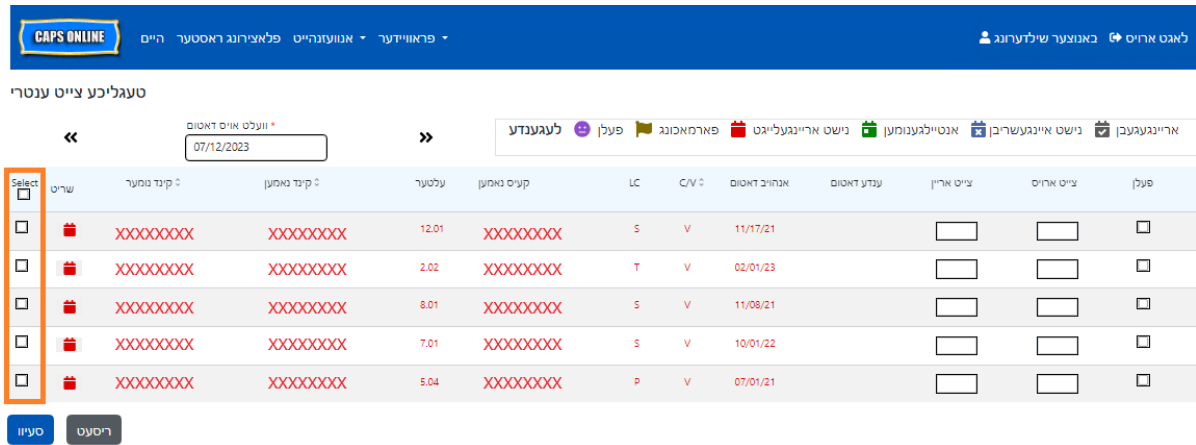 CAPS ONLINE היים פלאצירונג ראסטער אנוועזנהייט פראוויידער באנוצער שילדערונג לאגט ארויס
טעגליכע צייט ענטרי
* וועלט אויס דאטום
07/12/2023
לעגענדע פעלן פארמאכונג נישט אריינגעלייגט אנטיילגענומען נישט איינגעשריבן אריינגעגעבן
Select שריט קינד נומער קינד נאמען עלטער קעיס נאמען LC C/V אנהויב דאטום ענדע דאטום צייט אריין צייט ארויס פעלן
XXXXXXXX XXXXXXXX 12.01 XXXXXXXX S V 11/17/21
XXXXXXXX XXXXXXXX 2.02 XXXXXXXX T V 02/01/23
XXXXXXXX XXXXXXXX 8.01 XXXXXXXX S V 11/08/21
XXXXXXXX XXXXXXXX 7.01 XXXXXXXX S V 10/01/22
XXXXXXXX XXXXXXXX 5.04 XXXXXXXX P V 07/01/21
סעיוו ריסעט